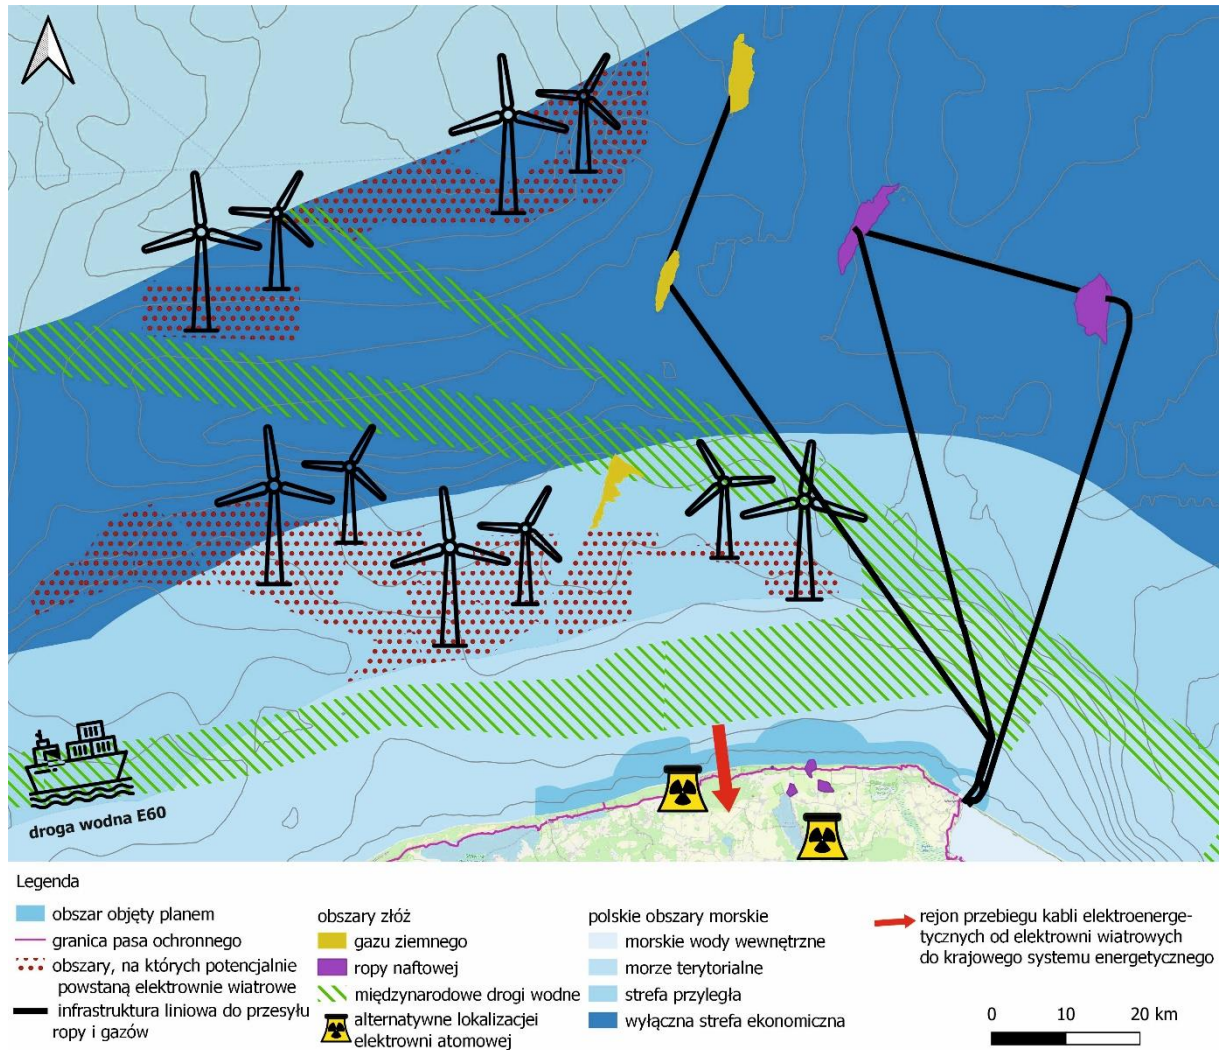 droga wodna E60
Legenda
obszar objęty planem
granica pasa ochronnego
obszary, na których potencjalnie
powstaną elektrownie wiatrowe
infrastruktura liniowa do przesyłu
ropy i gazów
obszary złóż
gazu ziemnego
ropy naftowej
międzynarodowe drogi wodne
alternatywne lokalizacjei
elektrowni atomowej
polskie obszary morskie
morskie wody wewnętrzne
morze terytorialne
strefa przyległa
wyłączna strefa ekonomiczna
rejon przebiegu kabli elektroenerge-
tycznych od elektrowni wiatrowych
do krajowego systemu energetycznego
0 10 20 km